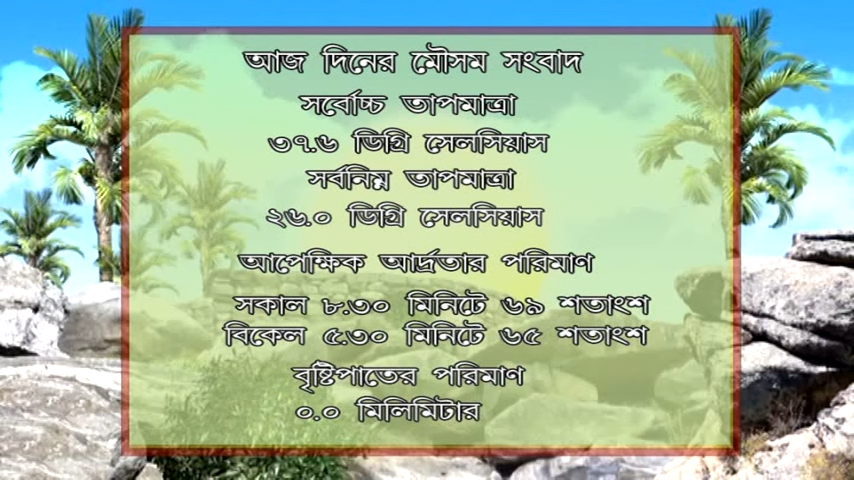 আজ দিনের মৌসম সংবাদ
সর্বোচ্চ তাপমাত্রা
৩৭.৬ ডিগ্রি সেলসিয়াস
সর্বনিম্ন তাপমাত্রা
২৬.০ ডিগ্রি সেলসিয়াস
আপেক্ষিক আর্দ্রতার পরিমাণ
সকাল ৮.৩০ মিনিটে ৬৯ শতাংশ
বিকেল ৫.৩০ মিনিটে ৬৫ শতাংশ
বৃষ্টিপাতের পরিমাণ
০.০ মিলিমিটার